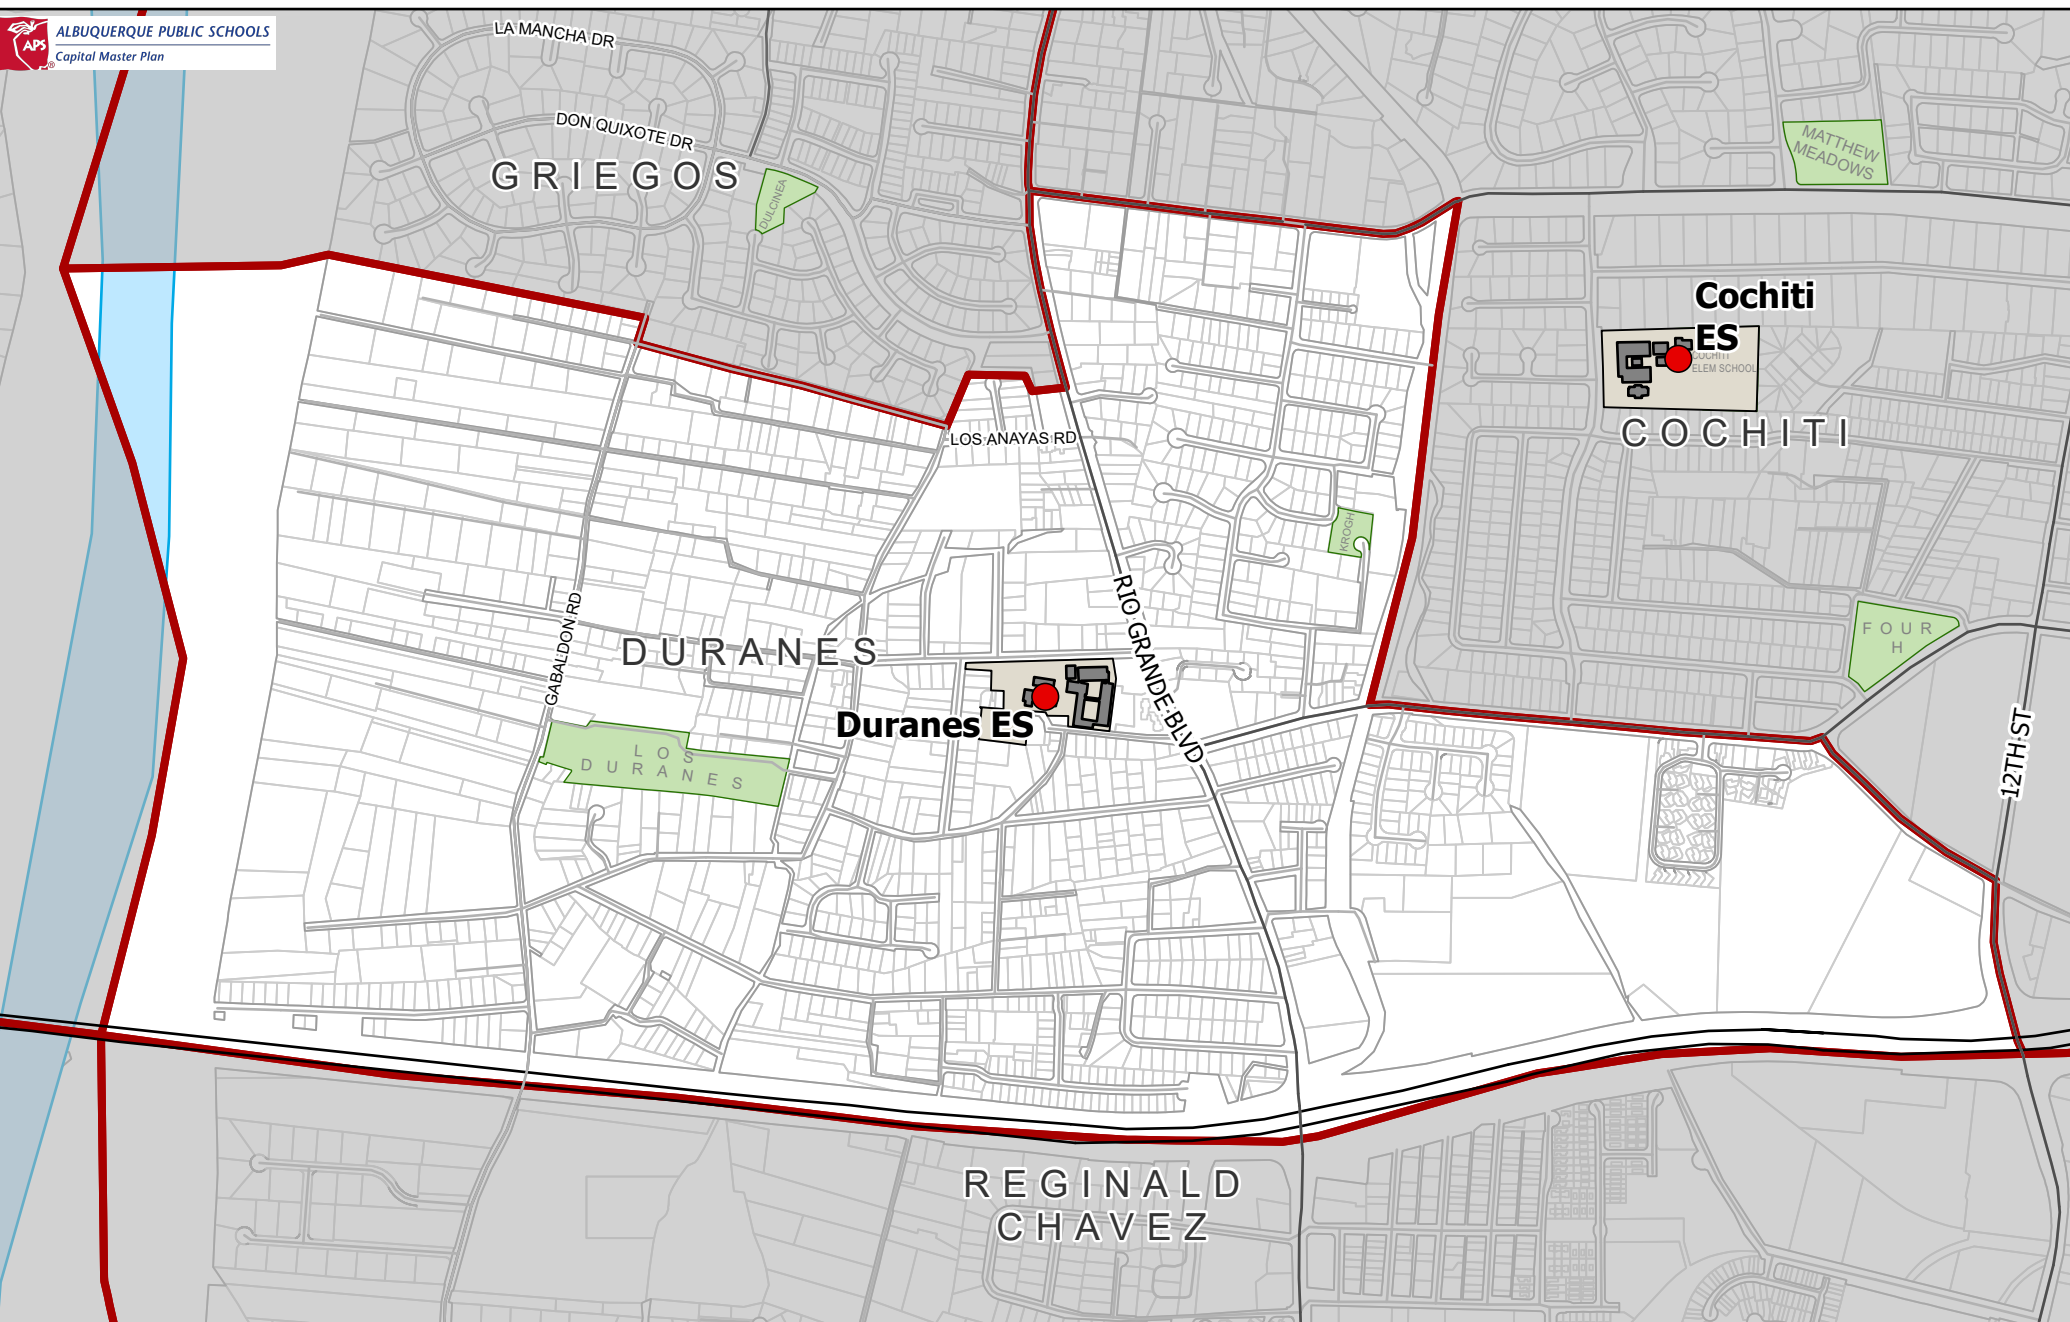 ALBUQUERQUE PUBLIC SCHOOLS
APS
®
Capital Master Plan
LA MANCHA DR
DON QUIXOTE DR
GRIEGOS
DULCINEA
MATTHEW
MEADOWS
Cochiti
ES
COCHITI
ELEM SCHOOL
COCHITI
LOS ANAYAS RD
KROGH
GABALDON RD
RIO GRANDE BLVD
FOUR
H
DURANES
Duranes ES
LOS
DURANES
12TH ST
REGINALD
CHAVEZ